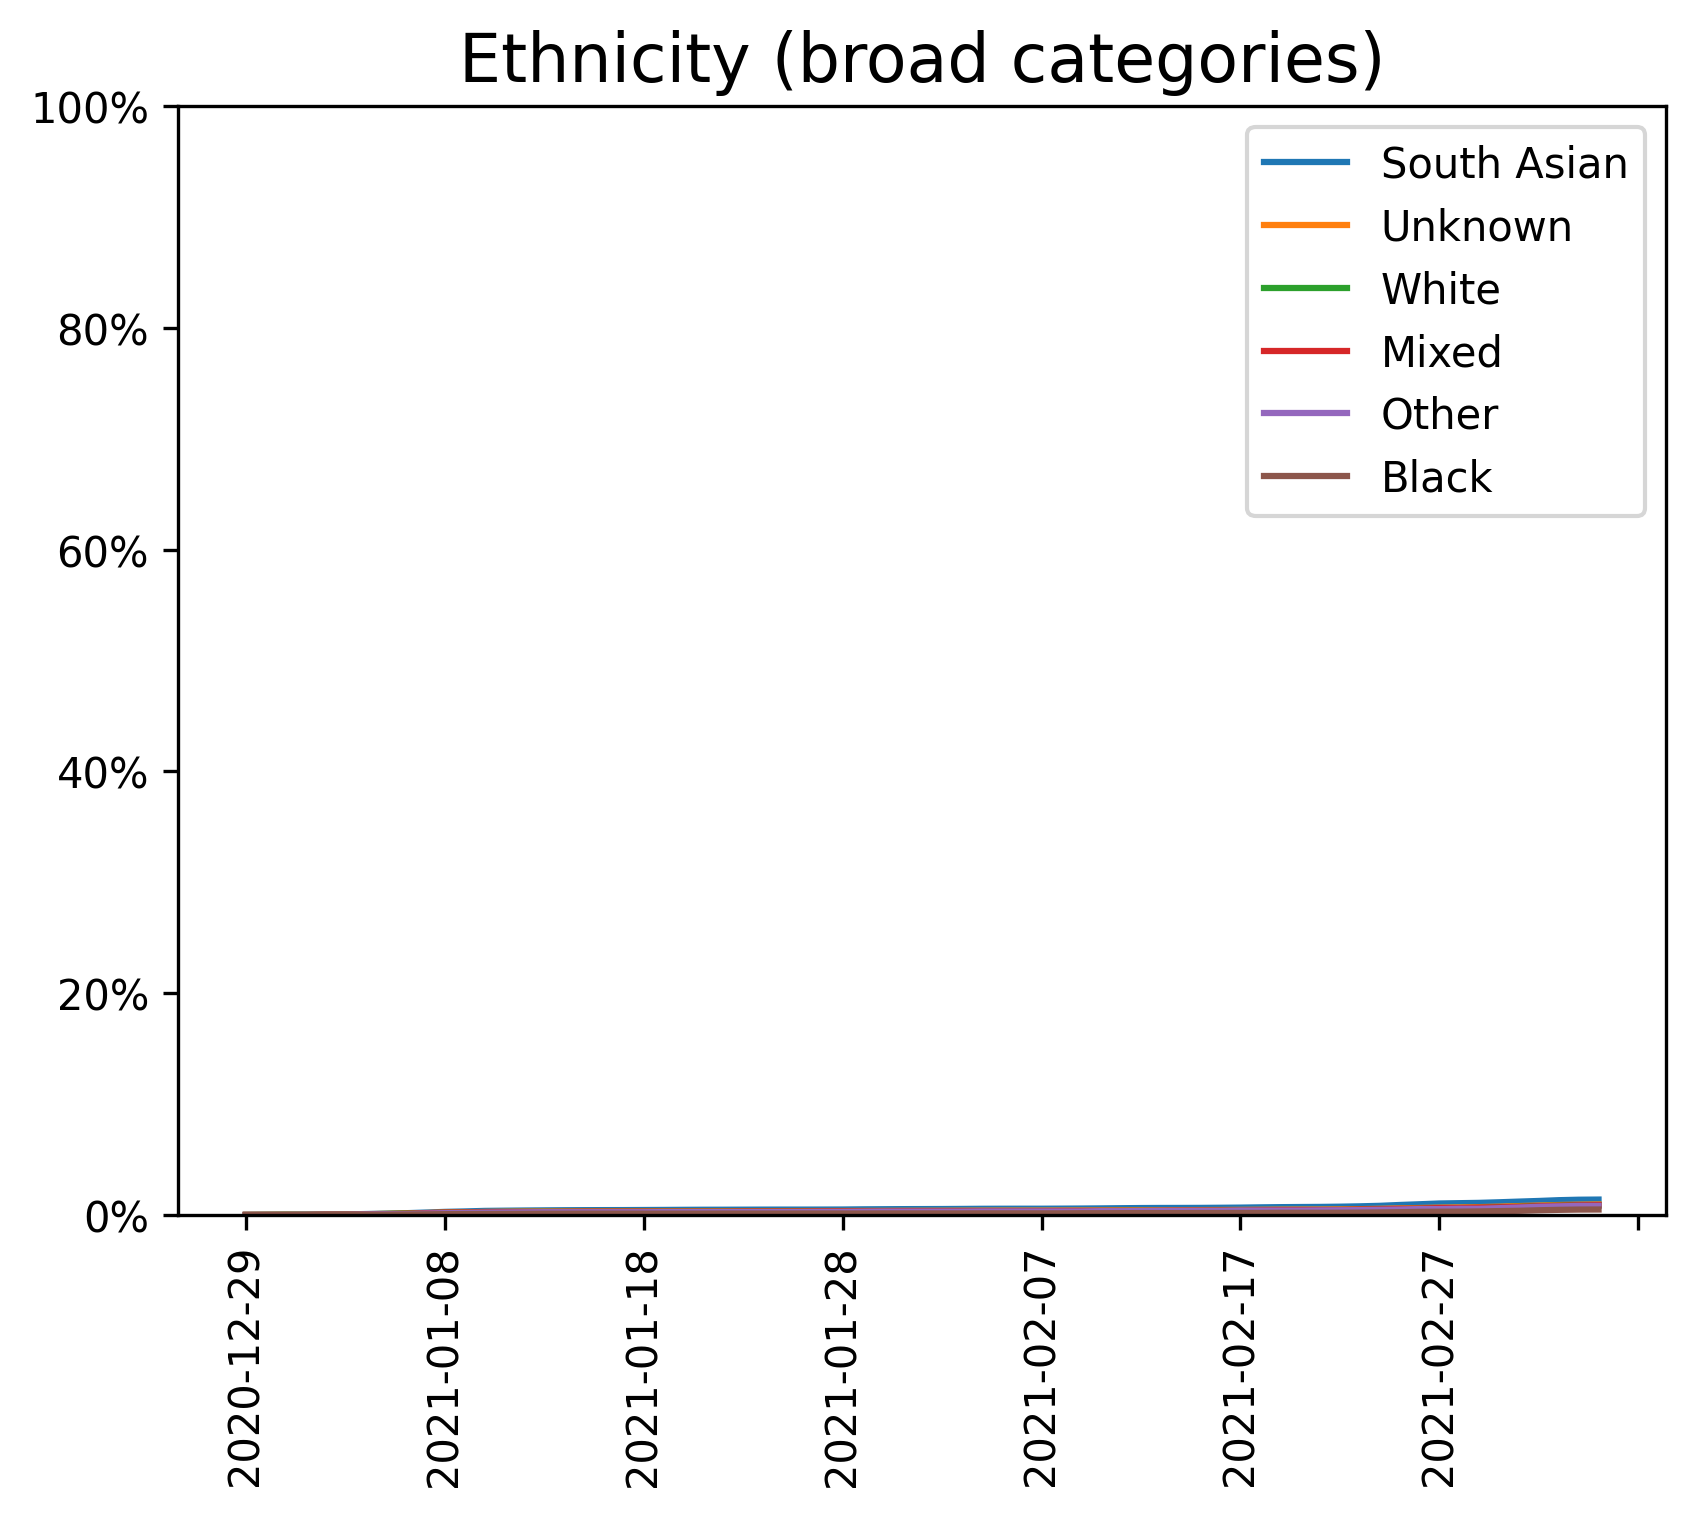 Ethnicity (broad categories)
100%
80%
60%
40%
20%
0%
South Asian
Unknown
White
Mixed
Other
Black
2020-12-29
2021-01-08
2021-01-18
2021-01-28
2021-02-07
2021-02-17
2021-02-27